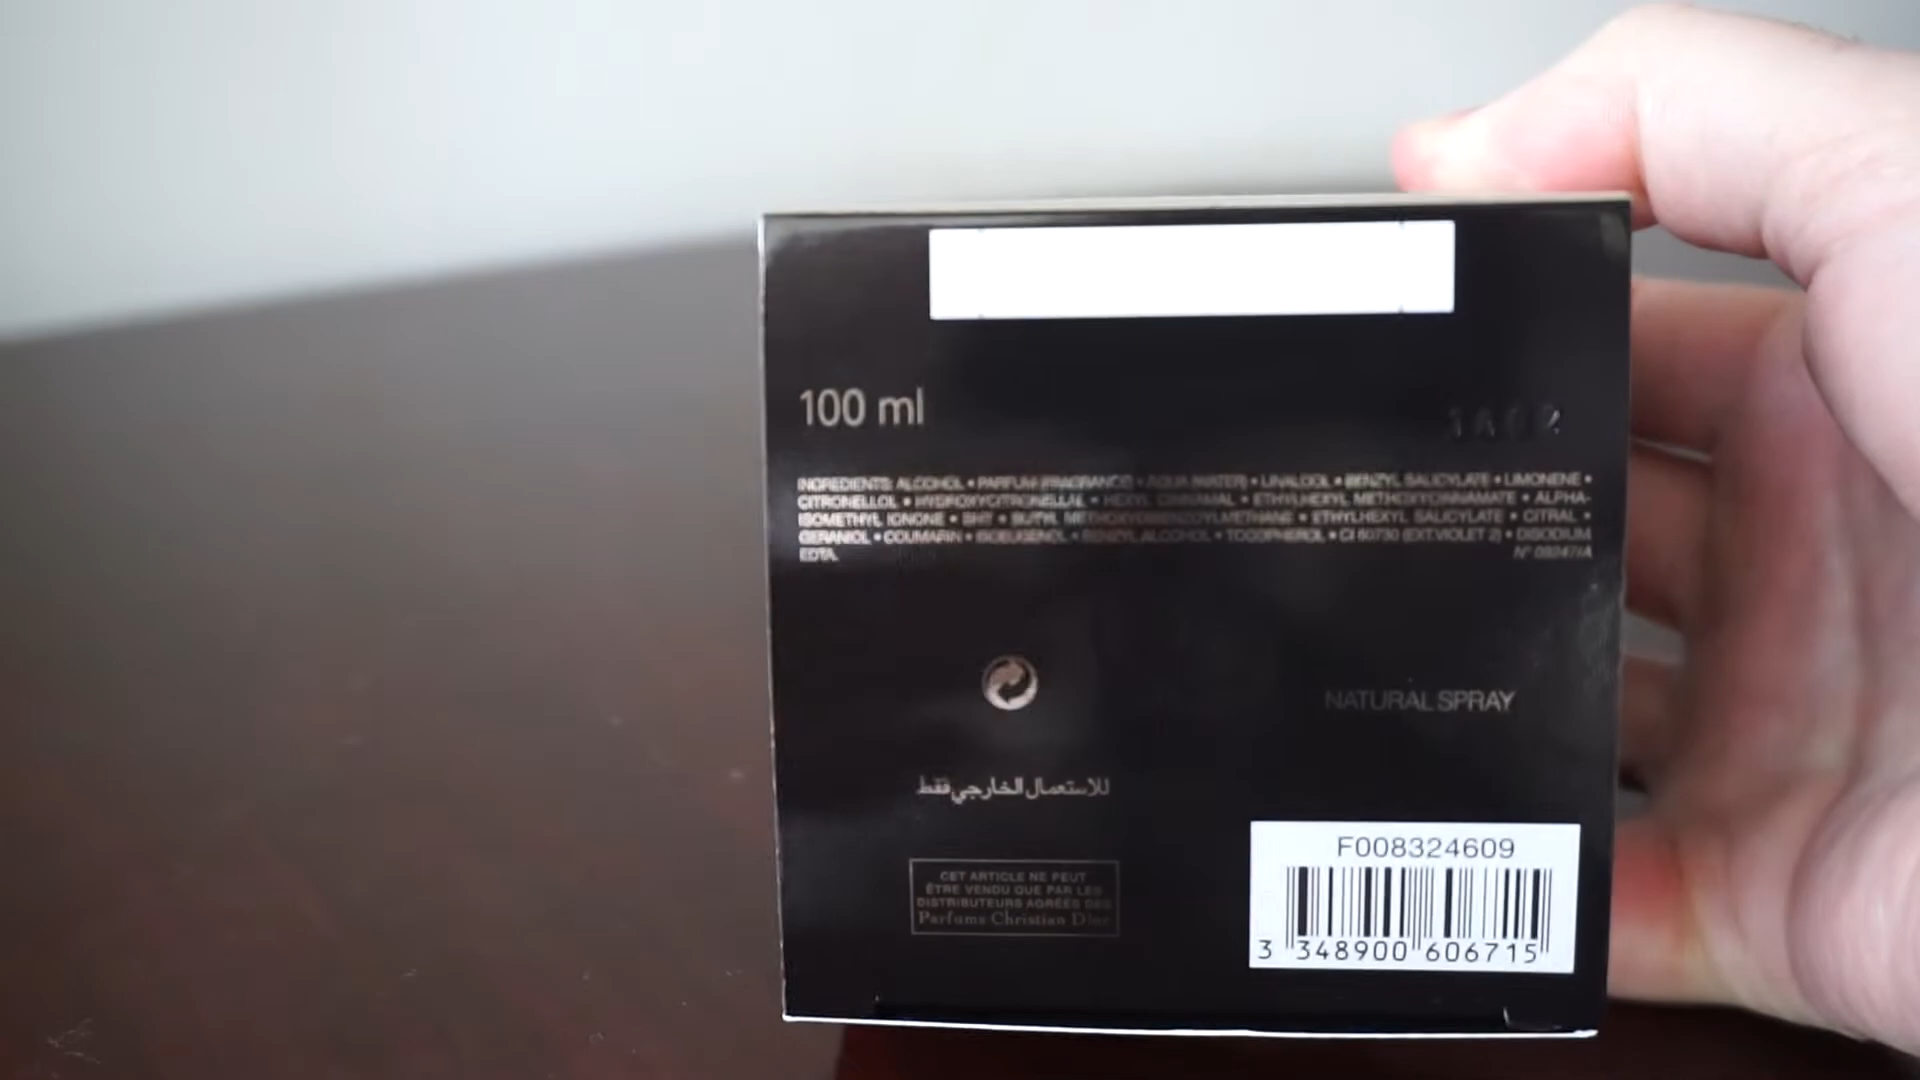 100 ml
INGREDIENTS: ALCOHOL • PARFUM (FRAGRANCE) • AQUA (WATER) • LINALOOL • BENZYL SALICYLATE • LIMONENE •
CITRONELLOL • HYDROXYCITRONELLAL • HEXYL CINNAMAL • ETHYLHEXYL METHOXYCINNAMATE • ALPHA-
ISOMETHYL IONONE • BHT • BUTYL METHOXYDIBENZOYLMETHANE • ETHYLHEXYL SALICYLATE • CITRAL •
GERANIOL • COUMARIN • ISOEUGENOL • BENZYL ALCOHOL • TOCOPHEROL • CI 60730 (EXT.VIOLET 2) • DISODIUM
EDTA. N°
NATURAL SPRAY
للاستعمال الخارجي فقط
CET ARTICLE NE PEUT
ÊTRE VENDU QUE PAR LES
DISTRIBUTEURS AGRÉÉS DES
Parfums Christian Dior
F008324609
3 348900 606715